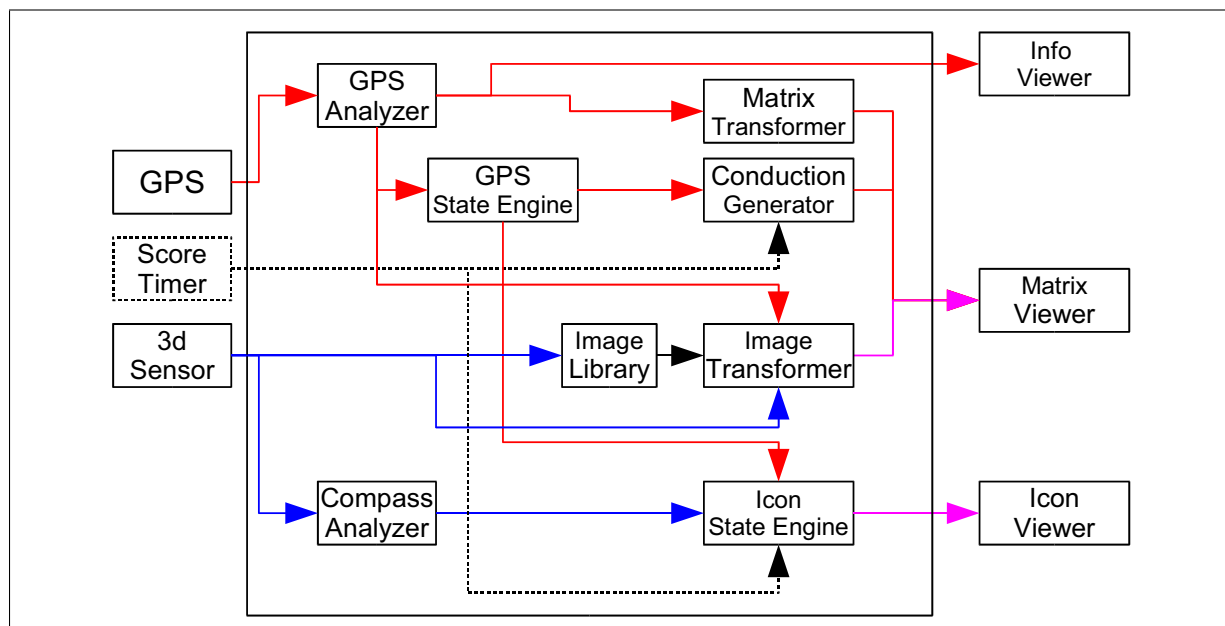 GPS
Analyzer
Info
Viewer
Matrix
Transformer
GPS
GPS
State Engine
Conduction
Generator
Score
Timer
Matrix
Viewer
3d
Sensor
Image
Library
Image
Transformer
Compass
Analyzer
Icon
State Engine
Icon
Viewer